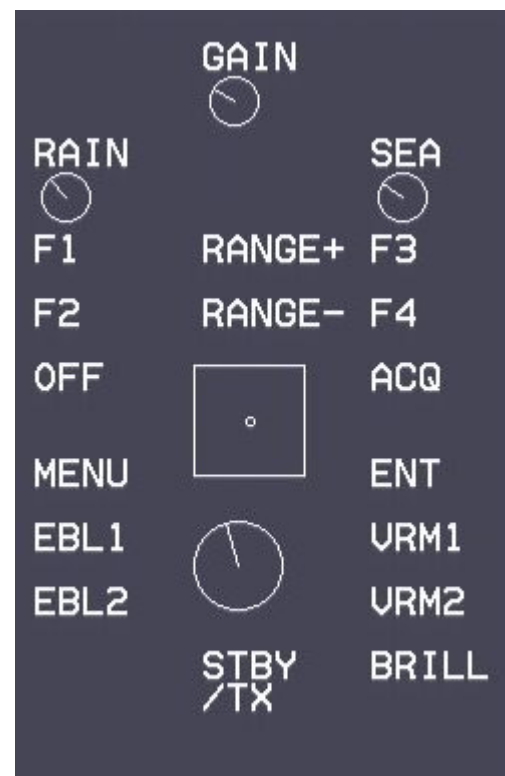 GAIN
RAIN SEA
F1 RANGE+ F3
F2 RANGE- F4
OFF ACQ
MENU ENT
EBL1 VRM1
EBL2 VRM2
STBY BRILL
/TX